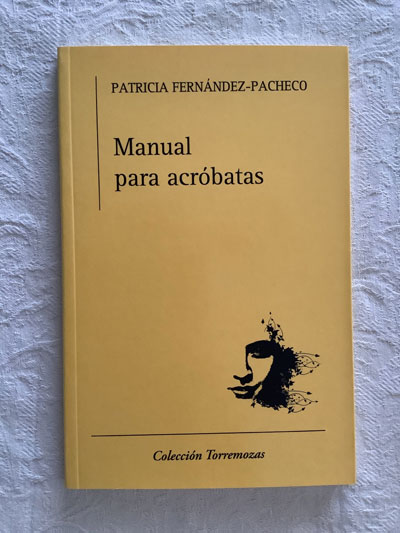 PATRICIA FERNÁNDEZ-PACHECO
Manual
para acróbatas
Colección Torremozas